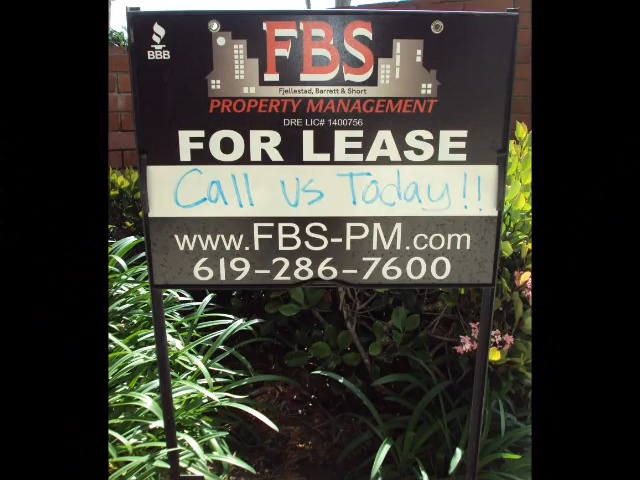 BBB
FBS
Fjellestad, Barrett & Short
PROPERTY MANAGEMENT
DRE LIC# 1400756
FOR LEASE
Call us Today!!
www.FBS-PM.com
619-286-7600